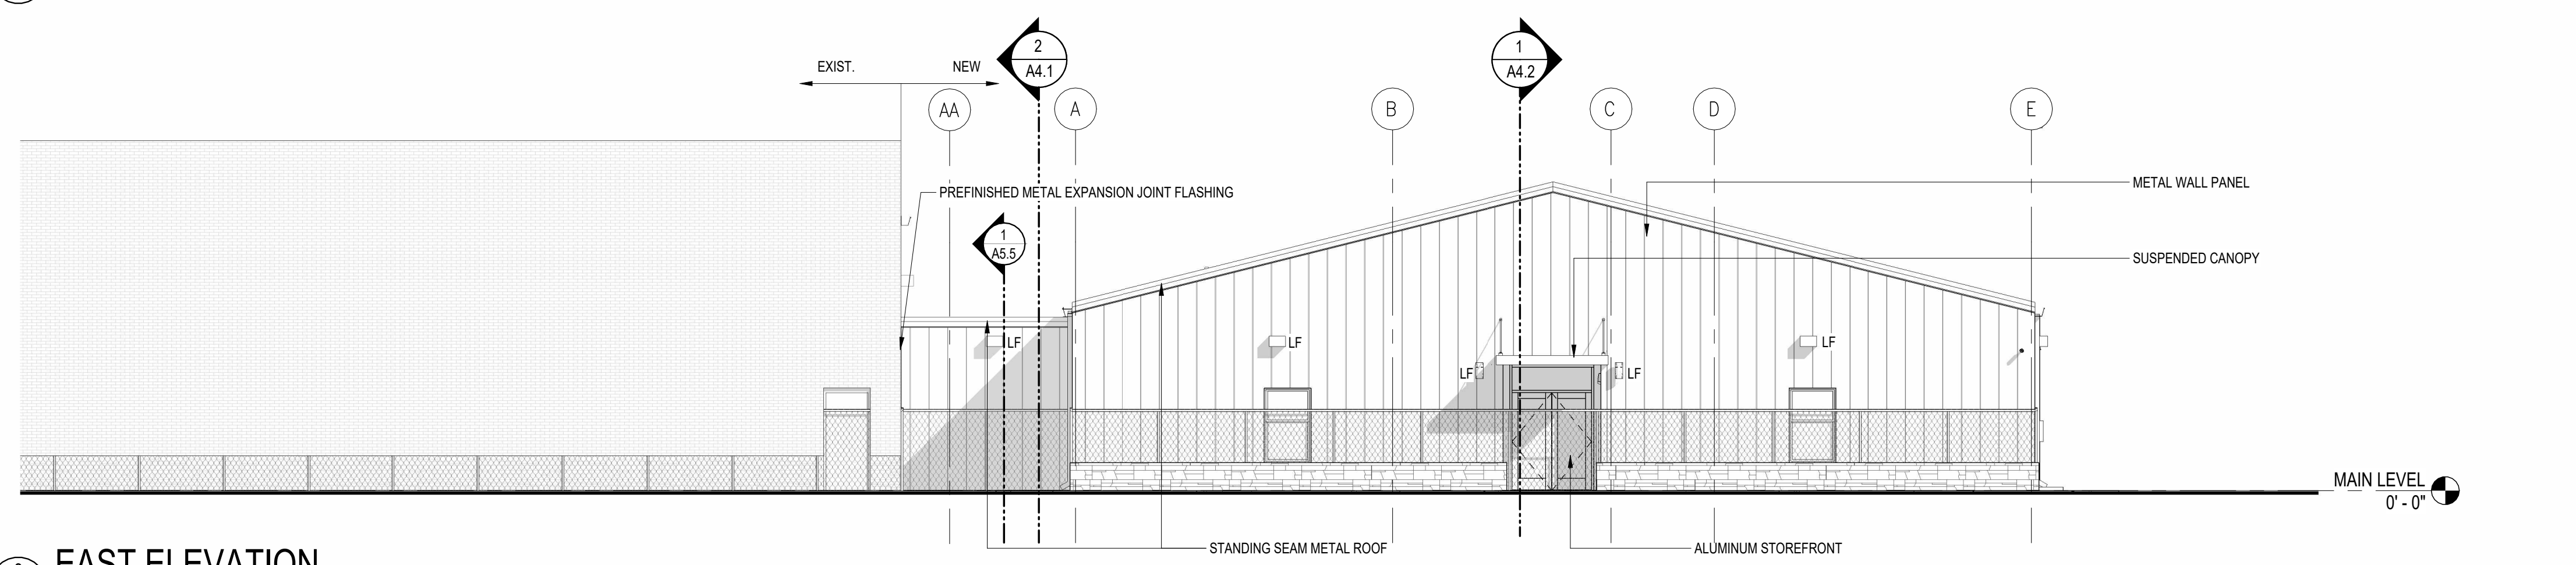 2
A4.1
1
A4.2
EXIST.
NEW
AA
A
B
C
D
E
METAL WALL PANEL
PREFINISHED METAL EXPANSION JOINT FLASHING
1
A5.5
SUSPENDED CANOPY
LF
LF
LF
LF
LF
MAIN LEVEL
0' - 0"
STANDING SEAM METAL ROOF
ALUMINUM STOREFRONT
EAST ELEVATION